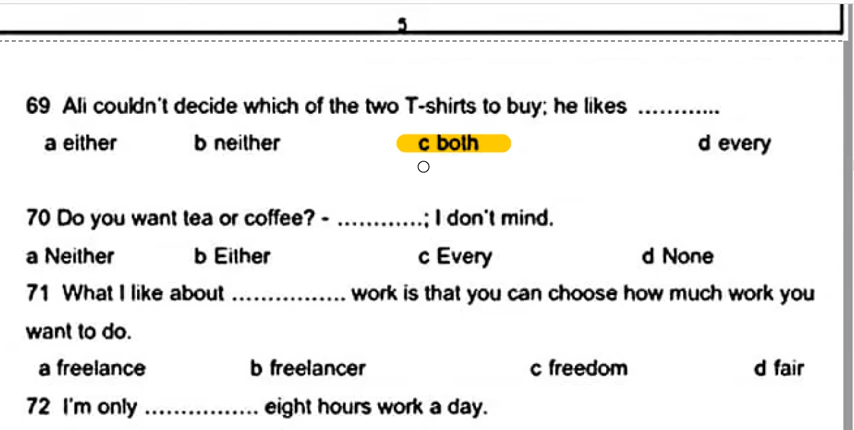 5
69 Ali couldn't decide which of the two T-shirts to buy; he likes ............
a either b neither c both d every
70 Do you want tea or coffee? - ............; I don't mind.
a Neither b Either c Every d None
71 What I like about ................ work is that you can choose how much work you
want to do.
a freelance b freelancer c freedom d fair
72 I'm only ................ eight hours work a day.